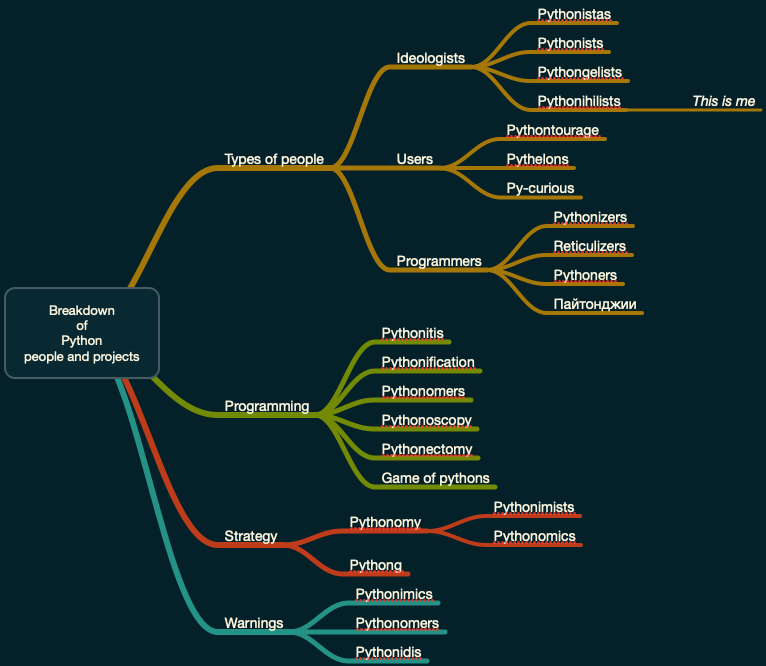 Breakdown
of
Python
people and projects
Types of people
Ideologists
Pythonistas
Pythonists
Pythongelists
Pythonihilists
This is me
Users
Pythontourage
Pythelons
Py-curious
Programmers
Pythonizers
Reticulizers
Pythoners
Пайтонджии
Programming
Pythonitis
Pythonification
Pythonomers
Pythonoscopy
Pythonectomy
Game of pythons
Strategy
Pythonomy
Pythonimists
Pythonomics
Pythong
Warnings
Pythonimics
Pythonomers
Pythonidis